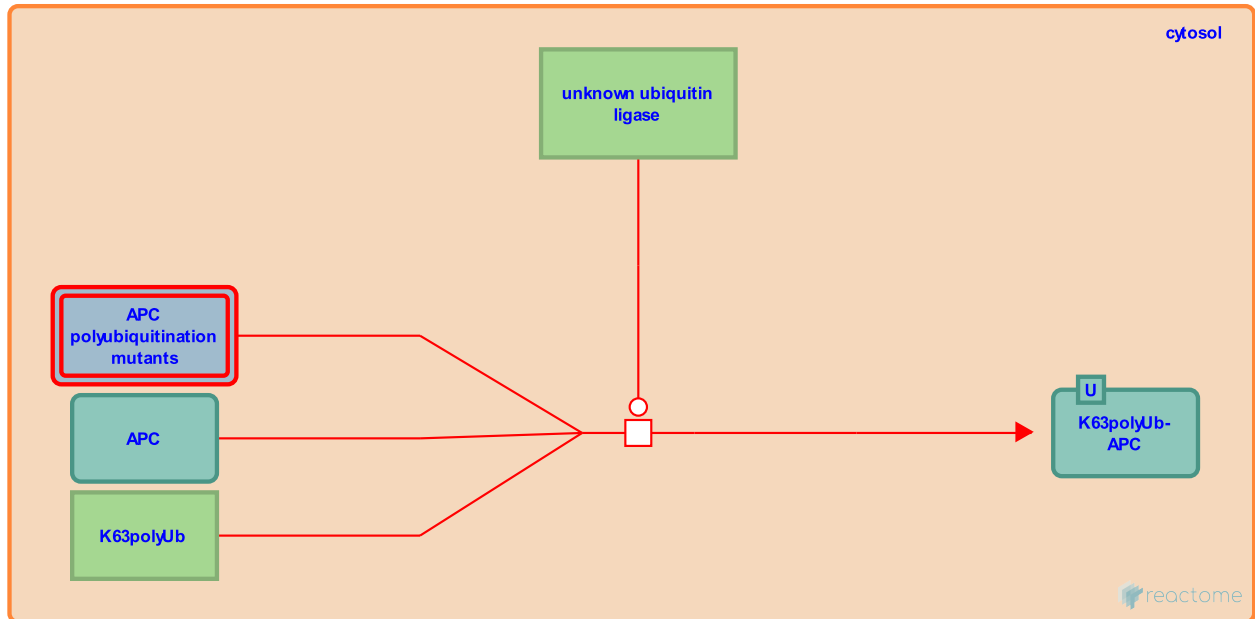 cytosol
unknown ubiquitin
ligase
APC
polyubiquitination
mutants
APC
K63polyUb
U
K63polyUb-
APC
reactome